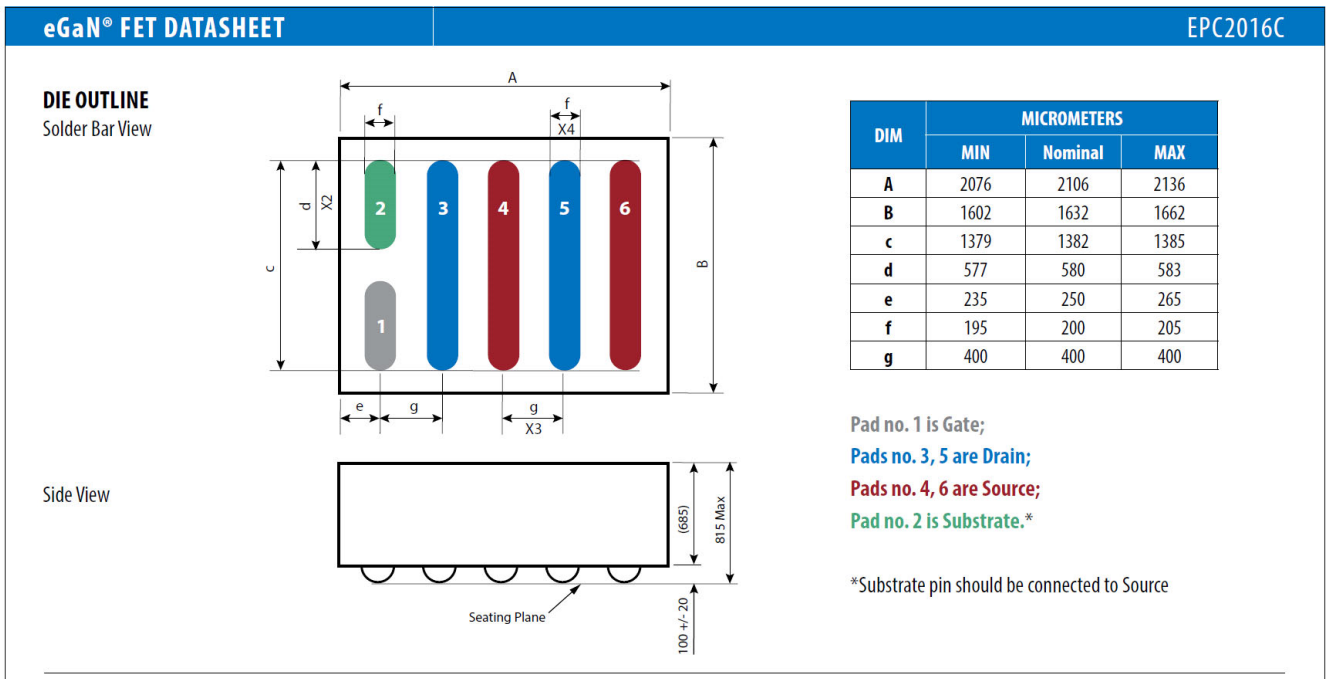 eGaN® FET DATASHEET EPC2016C
DIE OUTLINE
Solder Bar View
A
f
f
X4
d
X2
c
B
2
3
4
5
6
1
e
g
g
X3
DIM MICROMETERS
MIN Nominal MAX
A 2076 2106 2136
B 1602 1632 1662
c 1379 1382 1385
d 577 580 583
e 235 250 265
f 195 200 205
g 400 400 400
Pad no. 1 is Gate;
Pads no. 3, 5 are Drain;
Pads no. 4, 6 are Source;
Pad no. 2 is Substrate.*
*Substrate pin should be connected to Source
Side View
(685)
815 Max
Seating Plane
100 +/- 20